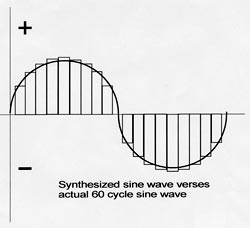 +
−
Synthesized sine wave verses
actual 60 cycle sine wave